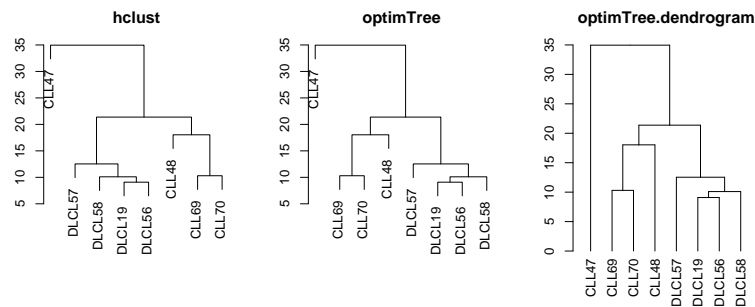 hclust
optimTree
optimTree.dendrogram
35
30
25
20
15
10
5
CLL47
DLCL57
DLCL58
DLCL19
DLCL56
CLL48
CLL69
CLL70
35
30
25
20
15
10
5
CLL47
CLL69
CLL70
CLL48
DLCL57
DLCL19
DLCL56
DLCL58
35
30
25
20
15
10
5
0
CLL47
CLL69
CLL70
CLL48
DLCL57
DLCL19
DLCL56
DLCL58